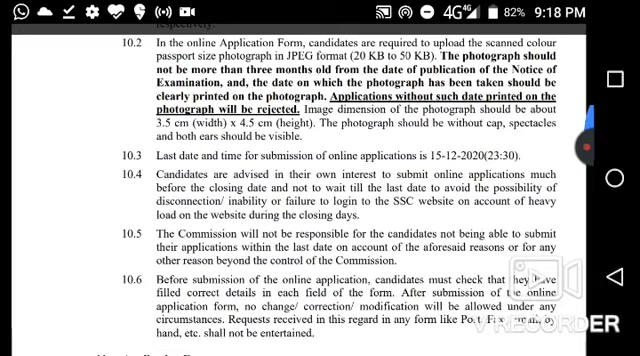 4G 4G 82% 9:18 PM
respectively.
10.2 In the online Application Form, candidates are required to upload the scanned colour
passport size photograph in JPEG format (20 KB to 50 KB). The photograph should
not be more than three months old from the date of publication of the Notice of
Examination, and, the date on which the photograph has been taken should be
clearly printed on the photograph. Applications without such date printed on the
photograph will be rejected. Image dimension of the photograph should be about
3.5 cm (width) x 4.5 cm (height). The photograph should be without cap, spectacles
and both ears should be visible.
10.3 Last date and time for submission of online applications is 15-12-2020(23:30).
10.4 Candidates are advised in their own interest to submit online applications much
before the closing date and not to wait till the last date to avoid the possibility of
disconnection/ inability or failure to login to the SSC website on account of heavy
load on the website during the closing days.
10.5 The Commission will not be responsible for the candidates not being able to submit
their applications within the last date on account of the aforesaid reasons or for any
other reason beyond the control of the Commission.
10.6 Before submission of the online application, candidates must check that they have
filled correct details in each field of the form. After submission of the online
application form, no change/ correction/ modification will be allowed under any
circumstances. Requests received in this regard in any form like Post, Fax, Email, by
hand, etc. shall not be entertained.
V RECORDER